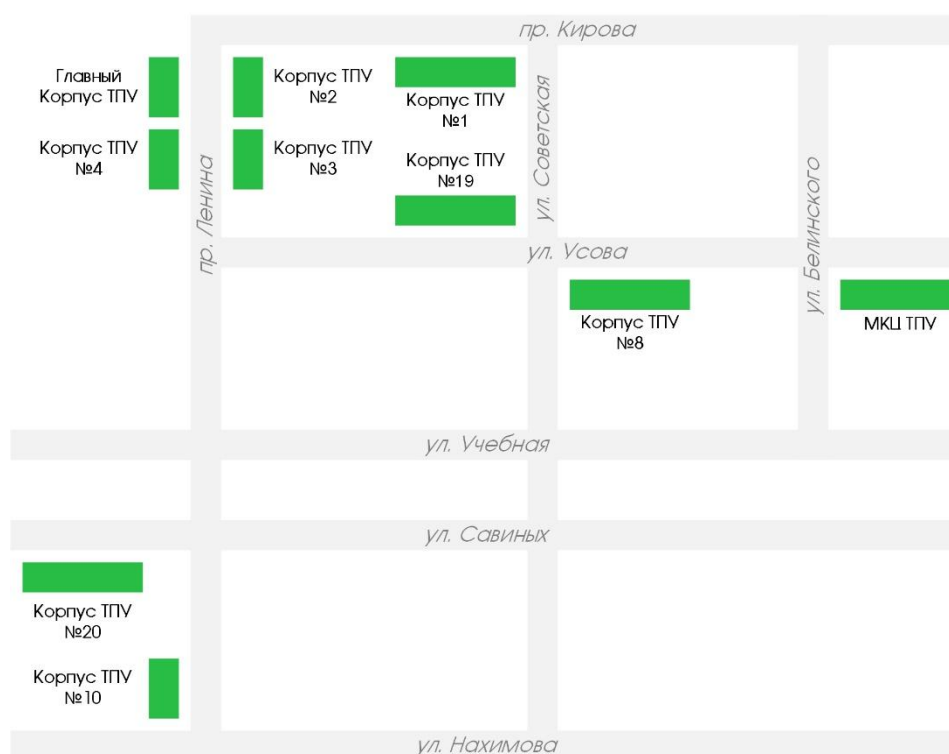 пр. Кирова
Главный
Корпус ТПУ
Корпус ТПУ
№2
Корпус ТПУ
№1
ул. Советская
Корпус ТПУ
№4
Корпус ТПУ
№3
Корпус ТПУ
№19
пр. Ленина
ул. Усова
ул. Белинского
Корпус ТПУ
№8
МКЦ ТПУ
ул. Учебная
ул. Савиных
Корпус ТПУ
№20
Корпус ТПУ
№10
ул. Нахимова